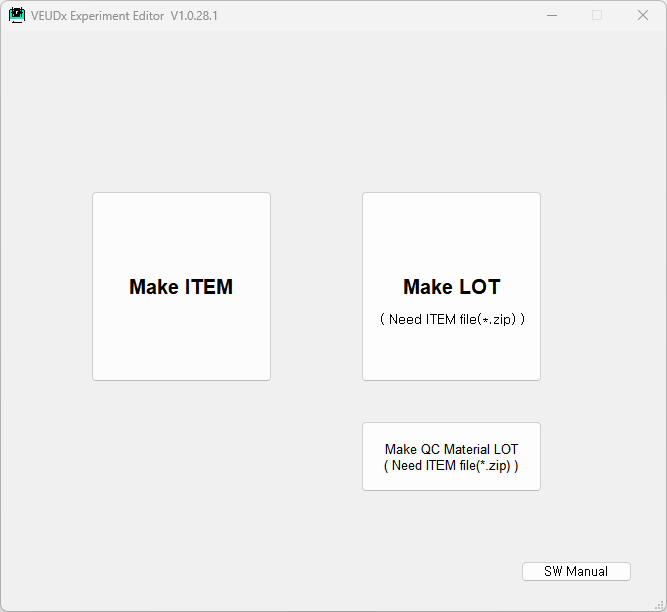 VEUDx Experiment Editor  V1.0.28.1
Make ITEM
Make LOT
( Need ITEM file(*.zip) )
Make QC Material LOT
( Need ITEM file(*.zip) )
SW Manual